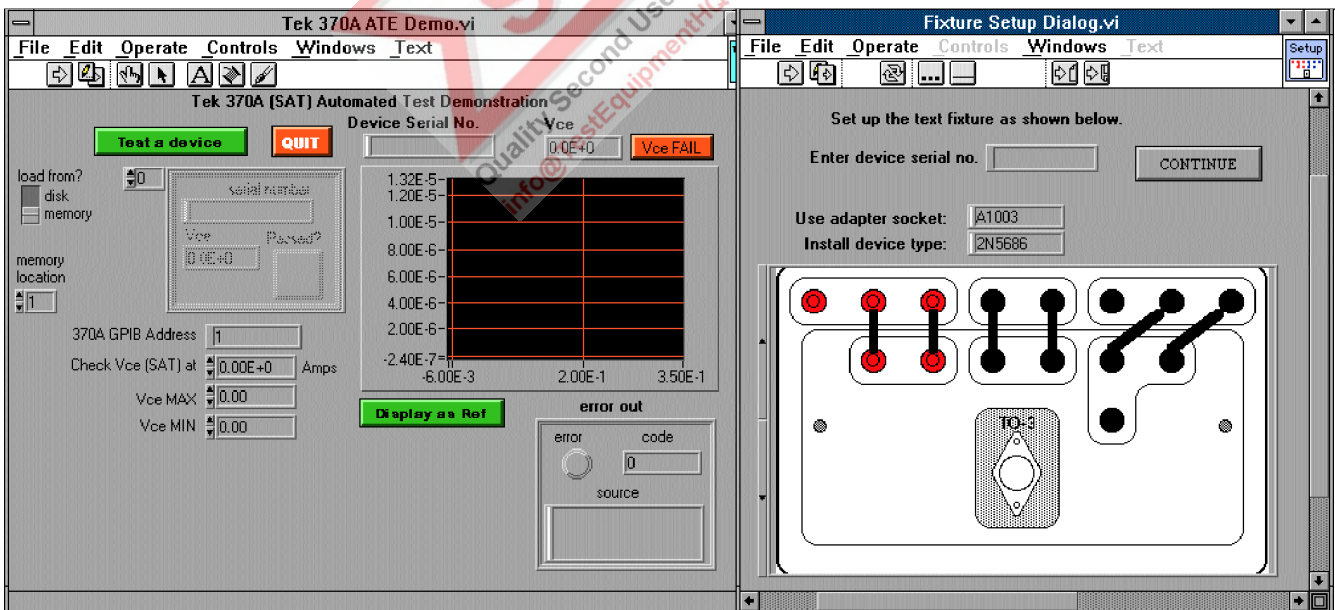 Tek 370A ATE Demo.vi
File Edit Operate Controls Windows Text
Tek 370A (SAT) Automated Test Demonstration
Test a device
QUIT
Device Serial No.
Vce
0.0E+0
Vce FAIL
load from?
disk
memory
0
serial number
Vce
Passed?
0.0E+0
memory
location
1
1.32E-5
1.20E-5
1.00E-5
8.00E-6
6.00E-6
4.00E-6
2.00E-6
-2.40E-7
-6.00E-3
2.00E-1
3.50E-1
370A GPIB Address
1
Check Vce (SAT) at
0.00E+0
Amps
Vce MAX
0.00
Vce MIN
0.00
Display as Ref
error out
error
code
0
source
Quality Second Use
info@TestEquipmentHQ
Fixture Setup Dialog.vi
File Edit Operate Controls Windows Text
Setup
Set up the text fixture as shown below.
Enter device serial no.
CONTINUE
Use adapter socket:
A1003
Install device type:
2N5686
TO-3